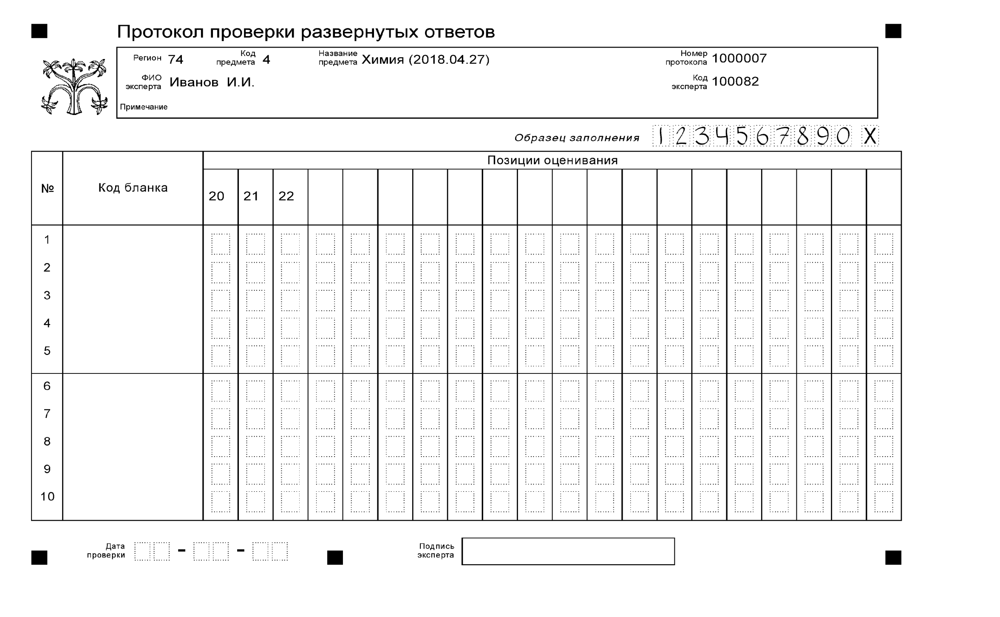 Протокол проверки развернутых ответов
Регион 74 Код предмета 4 Название предмета Химия (2018.04.27) Номер протокола 1000007
ФИО эксперта Иванов И.И. Код эксперта 100082
Примечание
Образец заполнения 1 2 3 4 5 6 7 8 9 0 X
№ Код бланка Позиции оценивания
20 21 22
1
2
3
4
5
6
7
8
9
10
Дата проверки - - Подпись эксперта